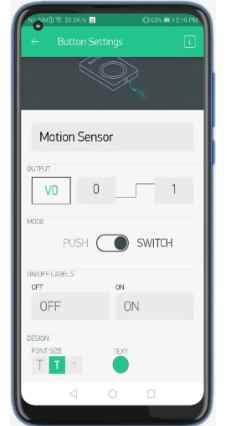 Button Settings
Motion Sensor
OUTPUT
V0 0 1
MODE
PUSH SWITCH
ON/OFF LABELS
OFF ON
OFF ON
DESIGN
FONT SIZE TEXT
T T T